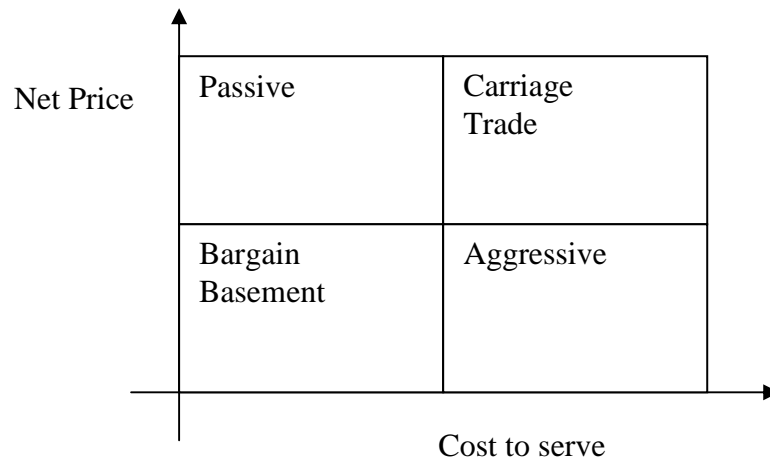 Net Price
Passive
Carriage
Trade
Bargain
Basement
Aggressive
Cost to serve